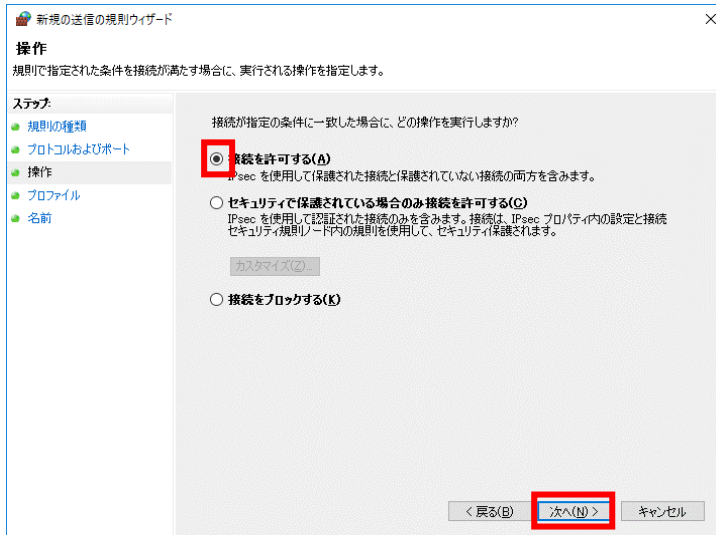 新規の送信の規則ウィザード
操作
規則で指定された条件を接続が満たす場合に、実行される操作を指定します。
ステップ:
規則の種類
プロトコルおよびポート
操作
プロファイル
名前
接続が指定の条件に一致した場合に、どの操作を実行しますか?
接続を許可する(A)
IPsec を使用して保護された接続と保護されていない接続の両方を含みます。
セキュリティで保護されている場合のみ接続を許可する(C)
IPsec を使用して認証された接続のみを含みます。接続は、IPsec プロパティ内の設定と接続
セキュリティ規則ノード内の規則を使用して、セキュリティ保護されます。
カスタマイズ(Z)...
接続をブロックする(K)
< 戻る(B)
次へ(N) >
キャンセル